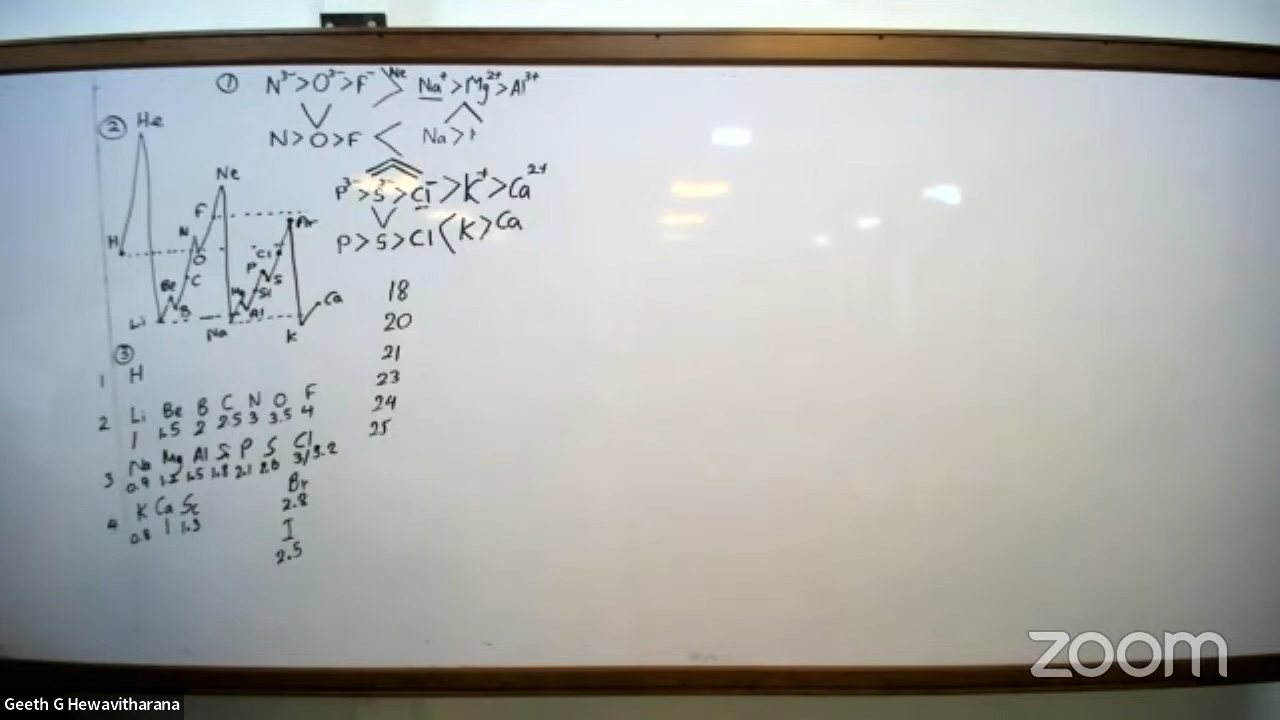 ① N³⁻>O²⁻>F⁻ > Ne Na⁺>Mg²⁺>Al³⁺
N>O>F < Na>
P³⁻>S²⁻>Cl⁻>K⁺>Ca²⁺
P>S>Cl<K>Ca
② He
Ne
F
Ar
H
N
O
Cl
C
P
S
Be
B
Mg
Si
Al
Ca
Li
Na
K
18
20
21
23
24
25
③
1 H
2 Li Be B C N O F
1 1.5 2 2.5 3 3.5 4
3 Na Mg Al Si P S Cl
0.9 1.2 1.5 1.8 2.1 2.6 3/3.2
Br
2.8
4 K Ca Sc
0.8 1 1.3
I
2.5
zoom
Geeth G Hewavitharana